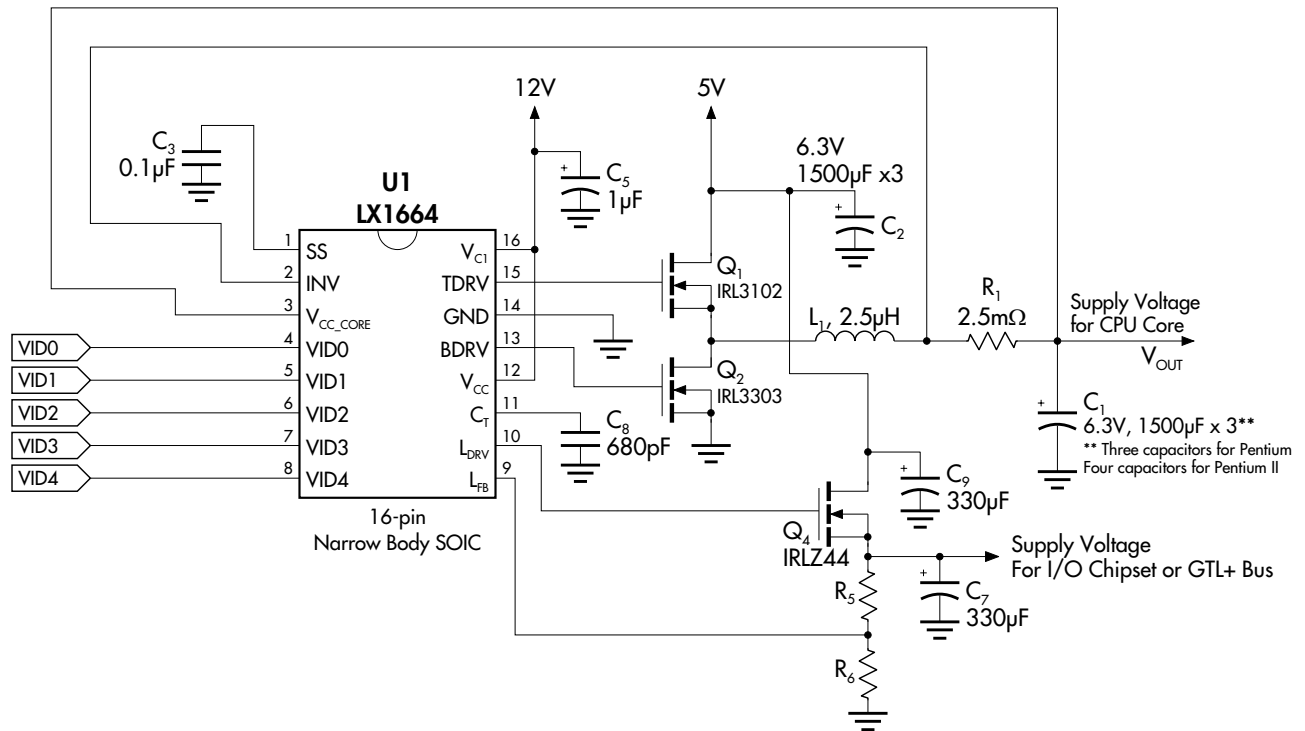 12V
5V
C3
0.1µF
6.3V
1500µF x3
C5
1µF
C2
U1
LX1664
1
SS
2
INV
3
VCC_CORE
4
VID0
5
VID1
6
VID2
7
VID3
8
VID4
VC1
16
TDRV
15
GND
14
BDRV
13
VCC
12
CT
11
LDRV
10
LFB
9
VID0
VID1
VID2
VID3
VID4
16-pin
Narrow Body SOIC
Q1
IRL3102
Q2
IRL3303
L1, 2.5µH
R1
2.5mΩ
Supply Voltage
for CPU Core
VOUT
C1
6.3V, 1500µF x 3**
** Three capacitors for Pentium
Four capacitors for Pentium II
C8
680pF
C9
330µF
Q4
IRLZ44
Supply Voltage
For I/O Chipset or GTL+ Bus
R5
C7
330µF
R6
+
+
+
+
+